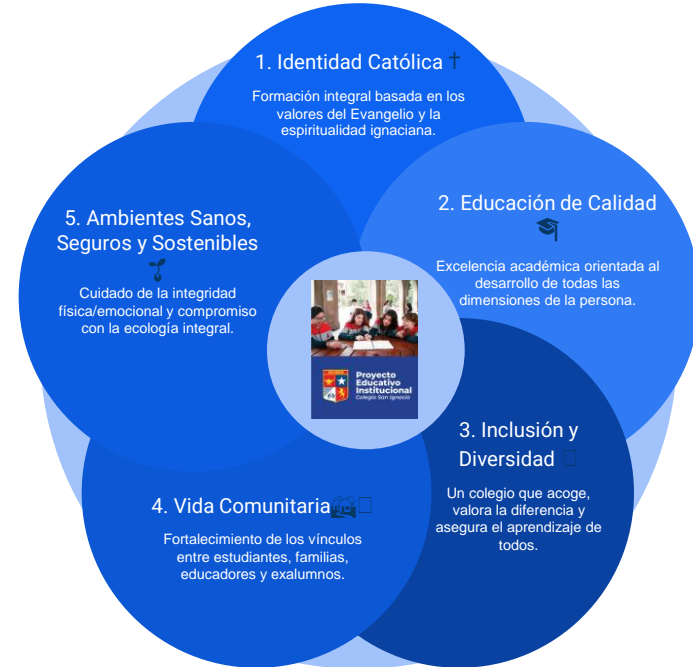 1. Identidad Católica †
Formación integral basada en los
valores del Evangelio y la
espiritualidad ignaciana.
2. Educación de Calidad
Excelencia académica orientada al
desarrollo de todas las
dimensiones de la persona.
3. Inclusión y
Diversidad
Un colegio que acoge,
valora la diferencia y
asegura el aprendizaje de
todos.
4. Vida Comunitaria
Fortalecimiento de los vínculos
entre estudiantes, familias,
educadores y exalumnos.
5. Ambientes Sanos,
Seguros y Sostenibles
Cuidado de la integridad
física/emocional y compromiso
con la ecología integral.
Proyecto
Educativo
Institucional
Colegio San Ignacio